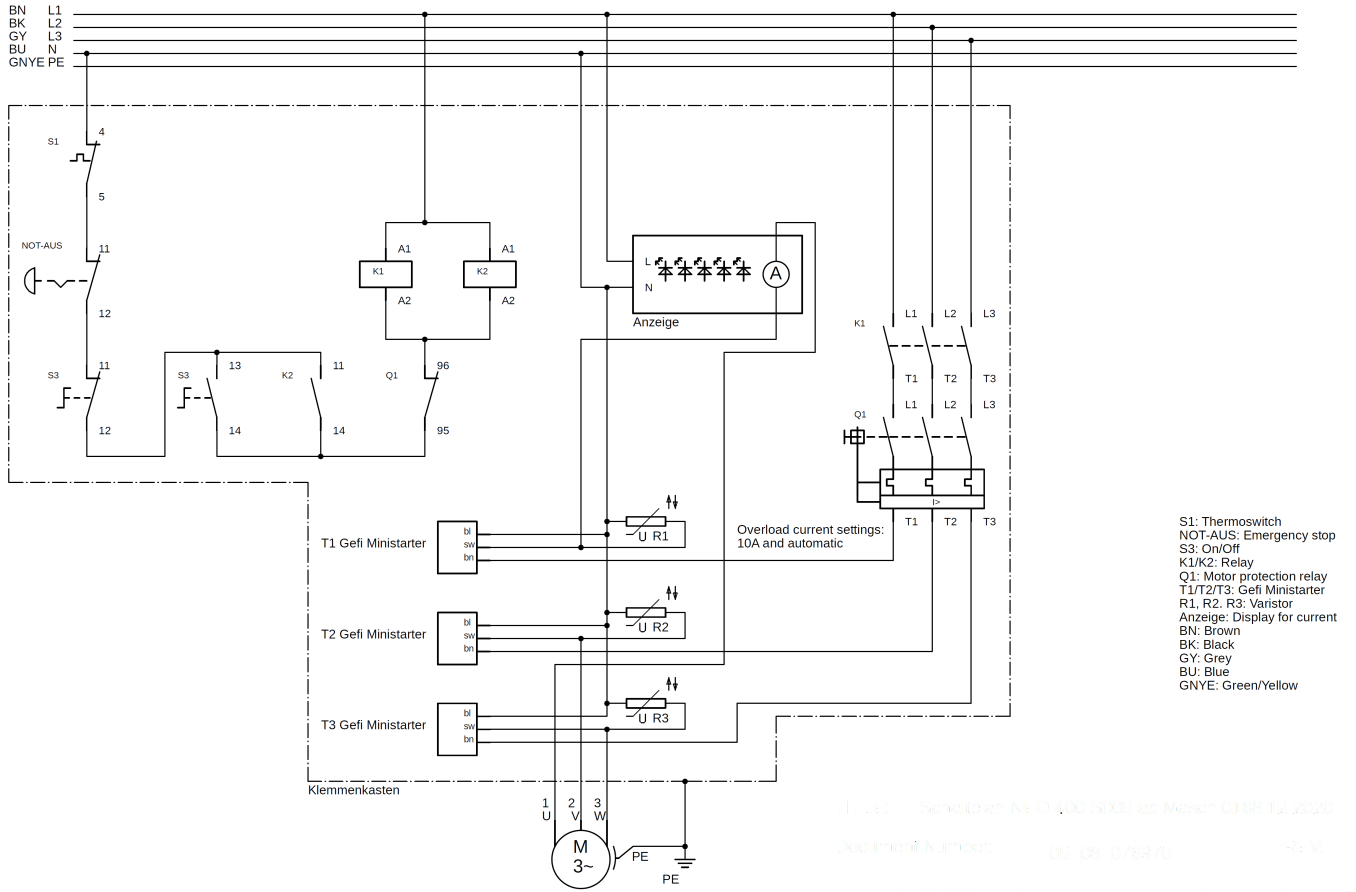 BN L1
BK L2
GY L3
BU N
GNYE PE
4
S1
5
NOT-AUS
11
12
A1 A1
K1 K2
A2 A2
L
A
N
Anzeige
L1 L2 L3
K1
T1 T2 T3
11 13 11 96
S3 S3 K2 Q1
12 14 14 95
L1 L2 L3
Q1
I>
T1 T2 T3
Overload current settings:
10A and automatic
T1 Gefi Ministarter
bl
sw
bn
U R1
T2 Gefi Ministarter
bl
sw
bn
U R2
T3 Gefi Ministarter
bl
sw
bn
U R3
Klemmenkasten
1 2 3
U V W
M
3~
PE
PE
S1: Thermoswitch
NOT-AUS: Emergency stop
S3: On/Off
K1/K2: Relay
Q1: Motor protection relay
T1/T2/T3: Gefi Ministarter
R1, R2. R3: Varistor
Anzeige: Display for current
BN: Brown
BK: Black
GY: Grey
BU: Blue
GNYE: Green/Yellow